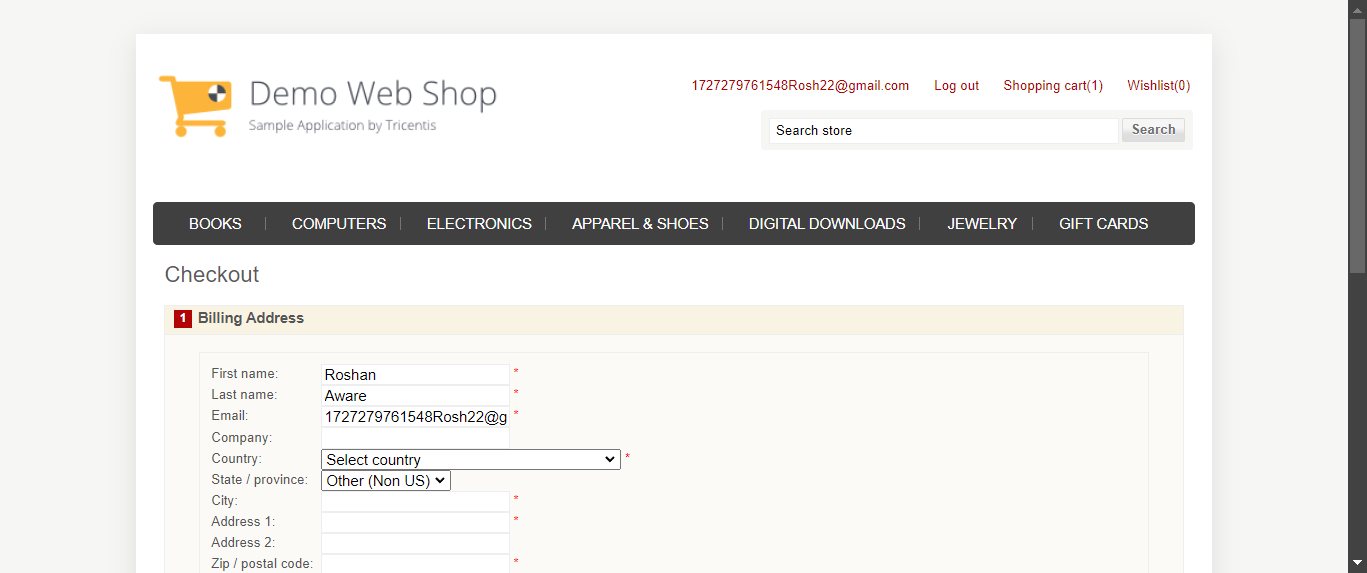 Demo Web Shop
Sample Application by Tricentis
1727279761548Rosh22@gmail.com Log out Shopping cart(1) Wishlist(0)
Search store Search
BOOKS COMPUTERS ELECTRONICS APPAREL & SHOES DIGITAL DOWNLOADS JEWELRY GIFT CARDS
Checkout
1 Billing Address
First name: Roshan *
Last name: Aware *
Email: 1727279761548Rosh22@g *
Company:
Country: Select country *
State / province: Other (Non US)
City: *
Address 1: *
Address 2:
Zip / postal code: *